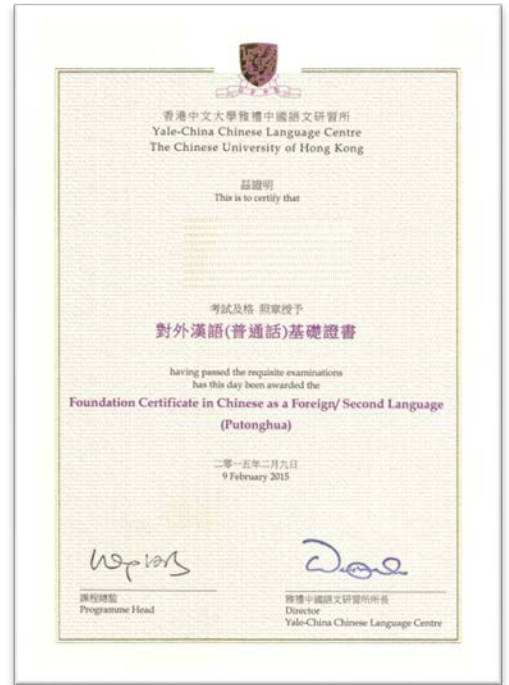 香港中文大學雅禮中國語文研習所
Yale-China Chinese Language Centre
The Chinese University of Hong Kong
茲證明
This is to certify that
考試及格 照章授予
對外漢語(普通話)基礎證書
having passed the requisite examinations
has this day been awarded the
Foundation Certificate in Chinese as a Foreign/ Second Language
(Putonghua)
二零一五年二月九日
9 February 2015
課程總監
Programme Head
雅禮中國語文研習所所長
Director
Yale-China Chinese Language Centre